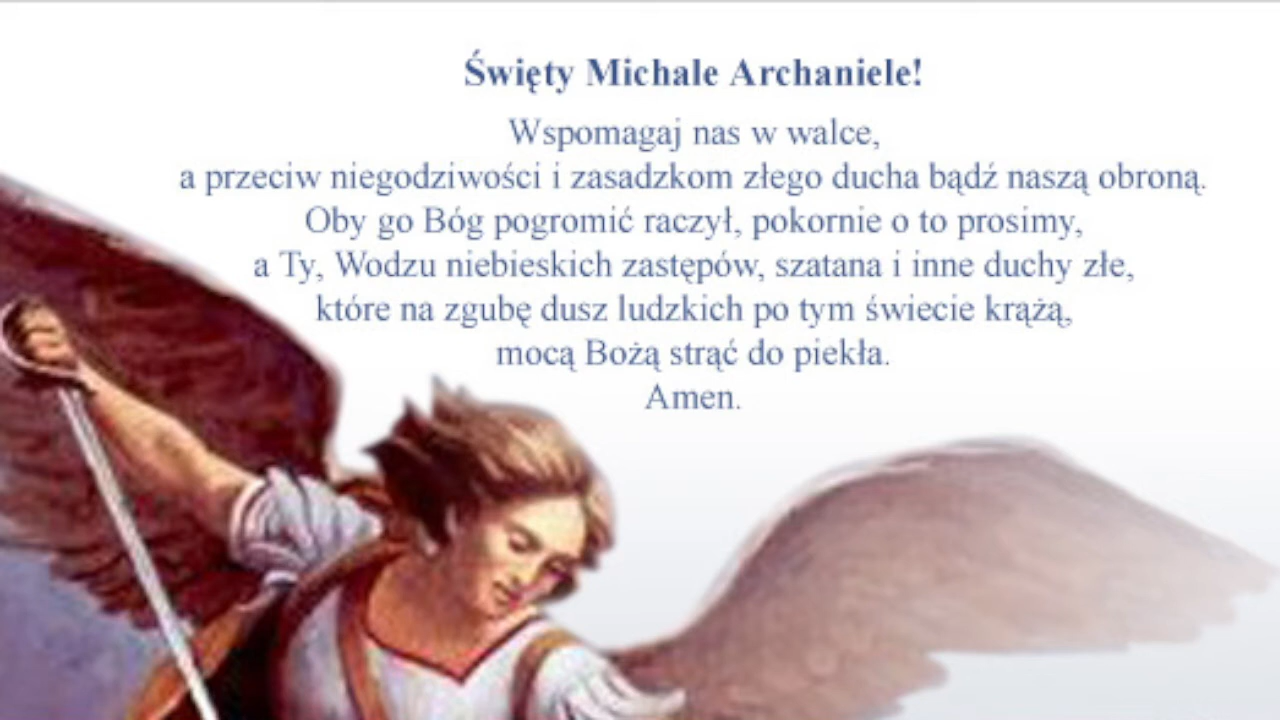 Święty Michale Archaniele!
Wspomagaj nas w walce,
a przeciw niegodziwości i zasadzkom złego ducha bądź naszą obroną.
Oby go Bóg pogromić raczył, pokornie o to prosimy,
a Ty, Wodzu niebieskich zastępów, szatana i inne duchy złe,
które na zgubę dusz ludzkich po tym świecie krążą,
mocą Bożą strąć do piekła.
Amen.